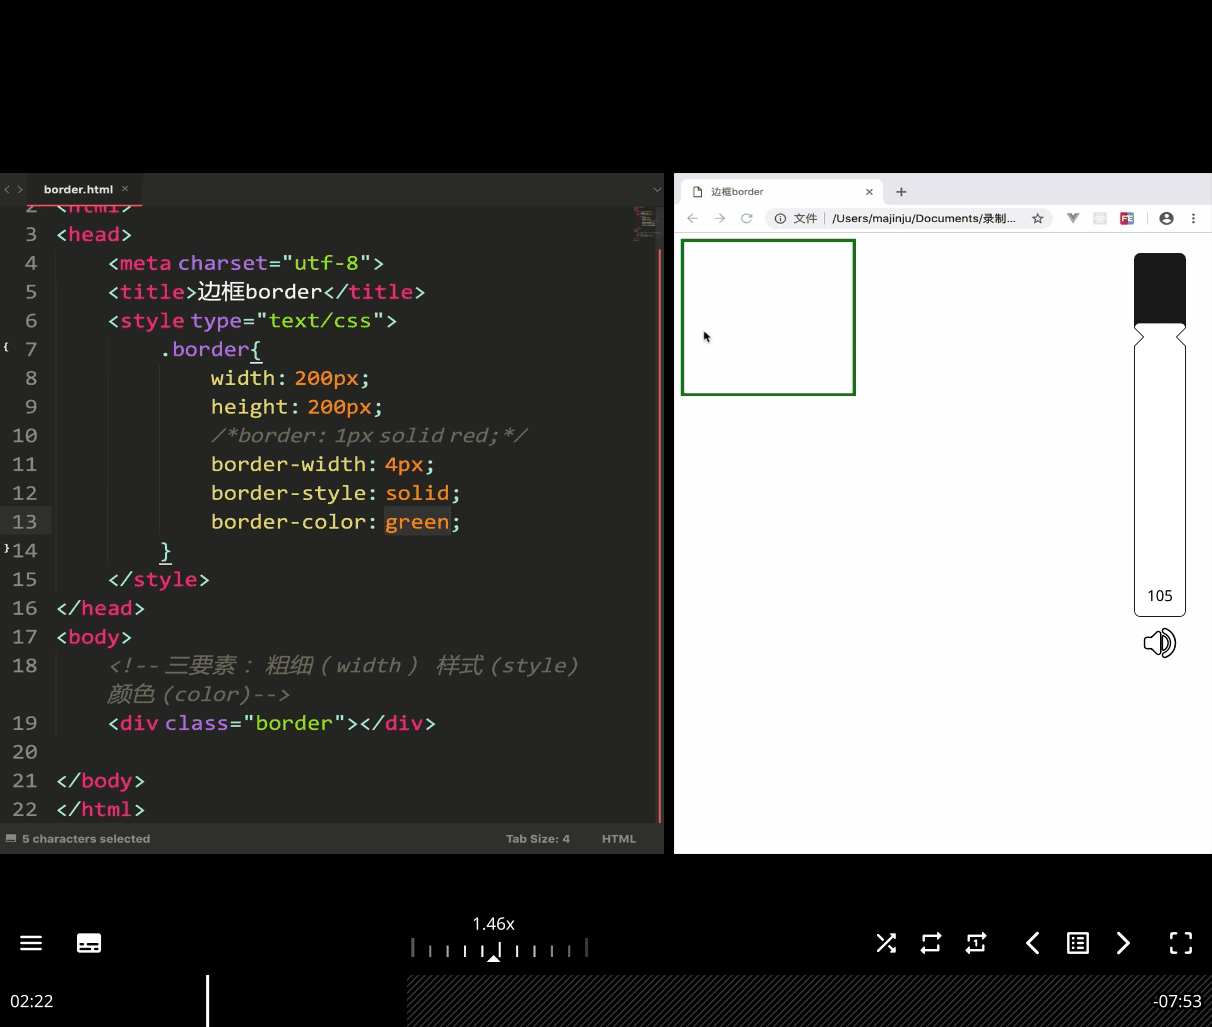 border.html ×
边框border × +
文件 /Users/majinju/Documents/录制...
FE
2 <html>
3 <head>
4 <meta charset="utf-8">
5 <title>边框border</title>
6 <style type="text/css">
{ 7 .border{
8 width: 200px;
9 height: 200px;
10 /*border: 1px solid red;*/
11 border-width: 4px;
12 border-style: solid;
13 border-color: green;
} 14 }
15 </style>
16 </head>
17 <body>
18 <!-- 三要素 ： 粗细 ( width ） 样式 (style)
颜色 (color)-->
19 <div class="border"></div>
20
21 </body>
22 </html>
5 characters selected Tab Size: 4 HTML
105
1.46x
1
02:22 -07:53